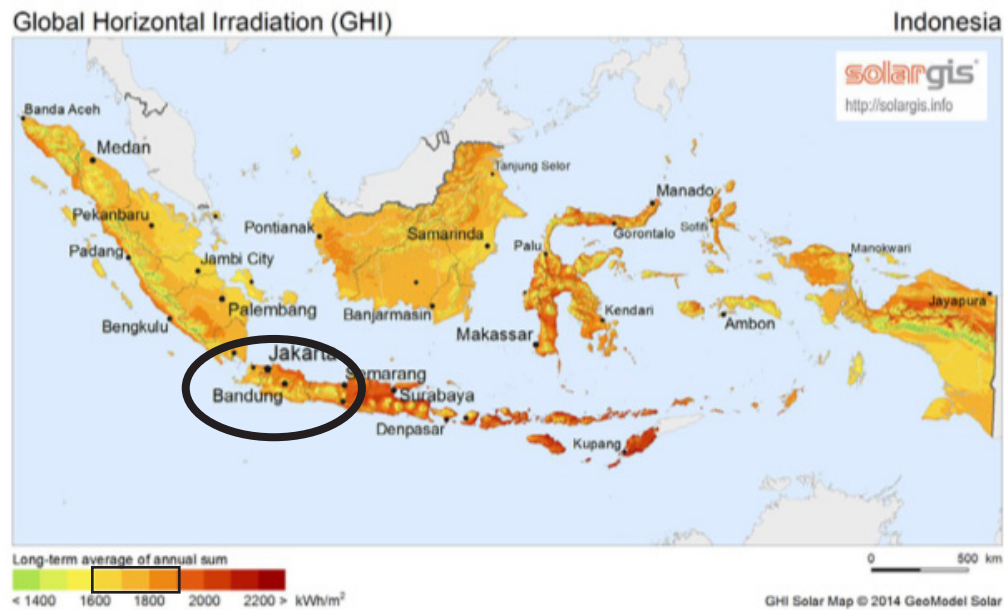 Global Horizontal Irradiation (GHI)
Indonesia
solargis
http://solargis.info
Banda Aceh
Medan
Tanjung Selor
Manado
Pekanbaru
Pontianak
Samarinda
Gorontalo
Sofifi
Padang
Jambi City
Palu
Manokwari
Palembang
Banjarmasin
Kendari
Jayapura
Bengkulu
Makassar
Ambon
Jakarta
Semarang
Bandung
Surabaya
Denpasar
Kupang
Long-term average of annual sum
< 1400 1600 1800 2000 2200 > kWh/m²
0 500 km
GHI Solar Map © 2014 GeoModel Solar